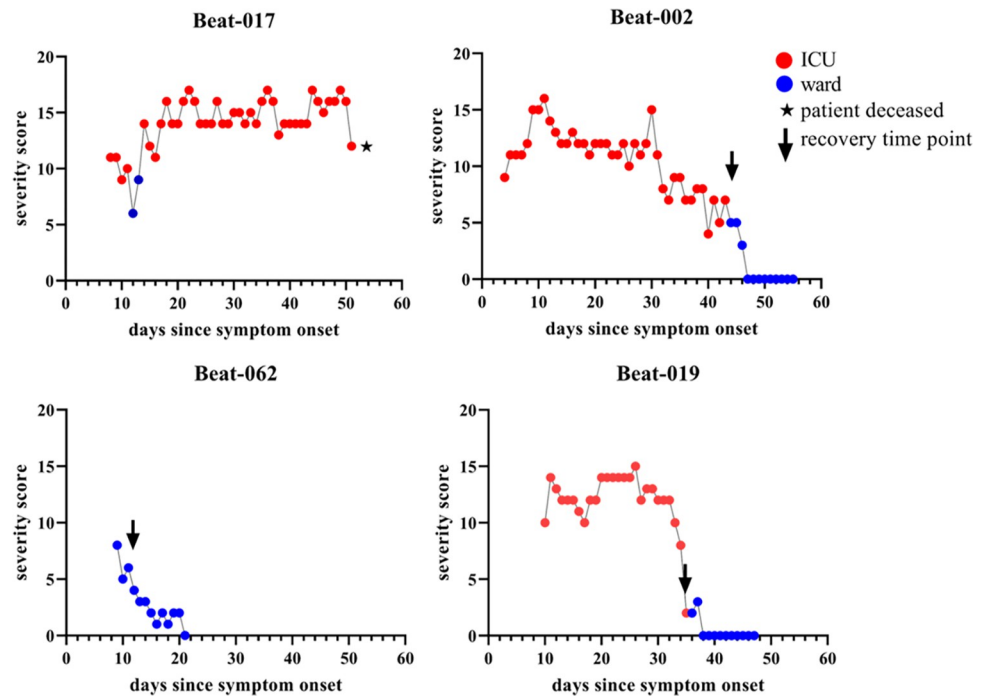 Beat-017
20
15
10
5
0
severity score
0 10 20 30 40 50 60
days since symptom onset
Beat-002
20
15
10
5
0
severity score
0 10 20 30 40 50 60
days since symptom onset
ICU
ward
patient deceased
recovery time point
Beat-062
20
15
10
5
0
severity score
0 10 20 30 40 50 60
days since symptom onset
Beat-019
20
15
10
5
0
severity score
0 10 20 30 40 50 60
days since symptom onset